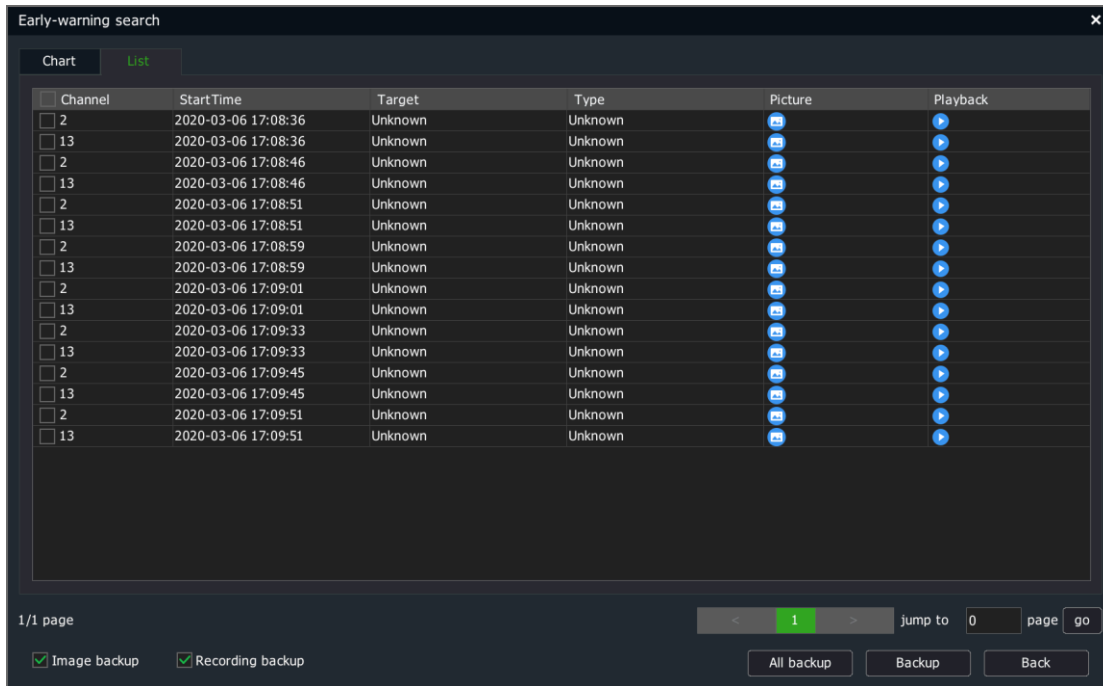 Early-warning search ×
Chart List
Channel StartTime Target Type Picture Playback
2 2020-03-06 17:08:36 Unknown Unknown
13 2020-03-06 17:08:36 Unknown Unknown
2 2020-03-06 17:08:46 Unknown Unknown
13 2020-03-06 17:08:46 Unknown Unknown
2 2020-03-06 17:08:51 Unknown Unknown
13 2020-03-06 17:08:51 Unknown Unknown
2 2020-03-06 17:08:59 Unknown Unknown
13 2020-03-06 17:08:59 Unknown Unknown
2 2020-03-06 17:09:01 Unknown Unknown
13 2020-03-06 17:09:01 Unknown Unknown
2 2020-03-06 17:09:33 Unknown Unknown
13 2020-03-06 17:09:33 Unknown Unknown
2 2020-03-06 17:09:45 Unknown Unknown
13 2020-03-06 17:09:45 Unknown Unknown
2 2020-03-06 17:09:51 Unknown Unknown
13 2020-03-06 17:09:51 Unknown Unknown
1/1 page < 1 > jump to 0 page go
Image backup Recording backup All backup Backup Back